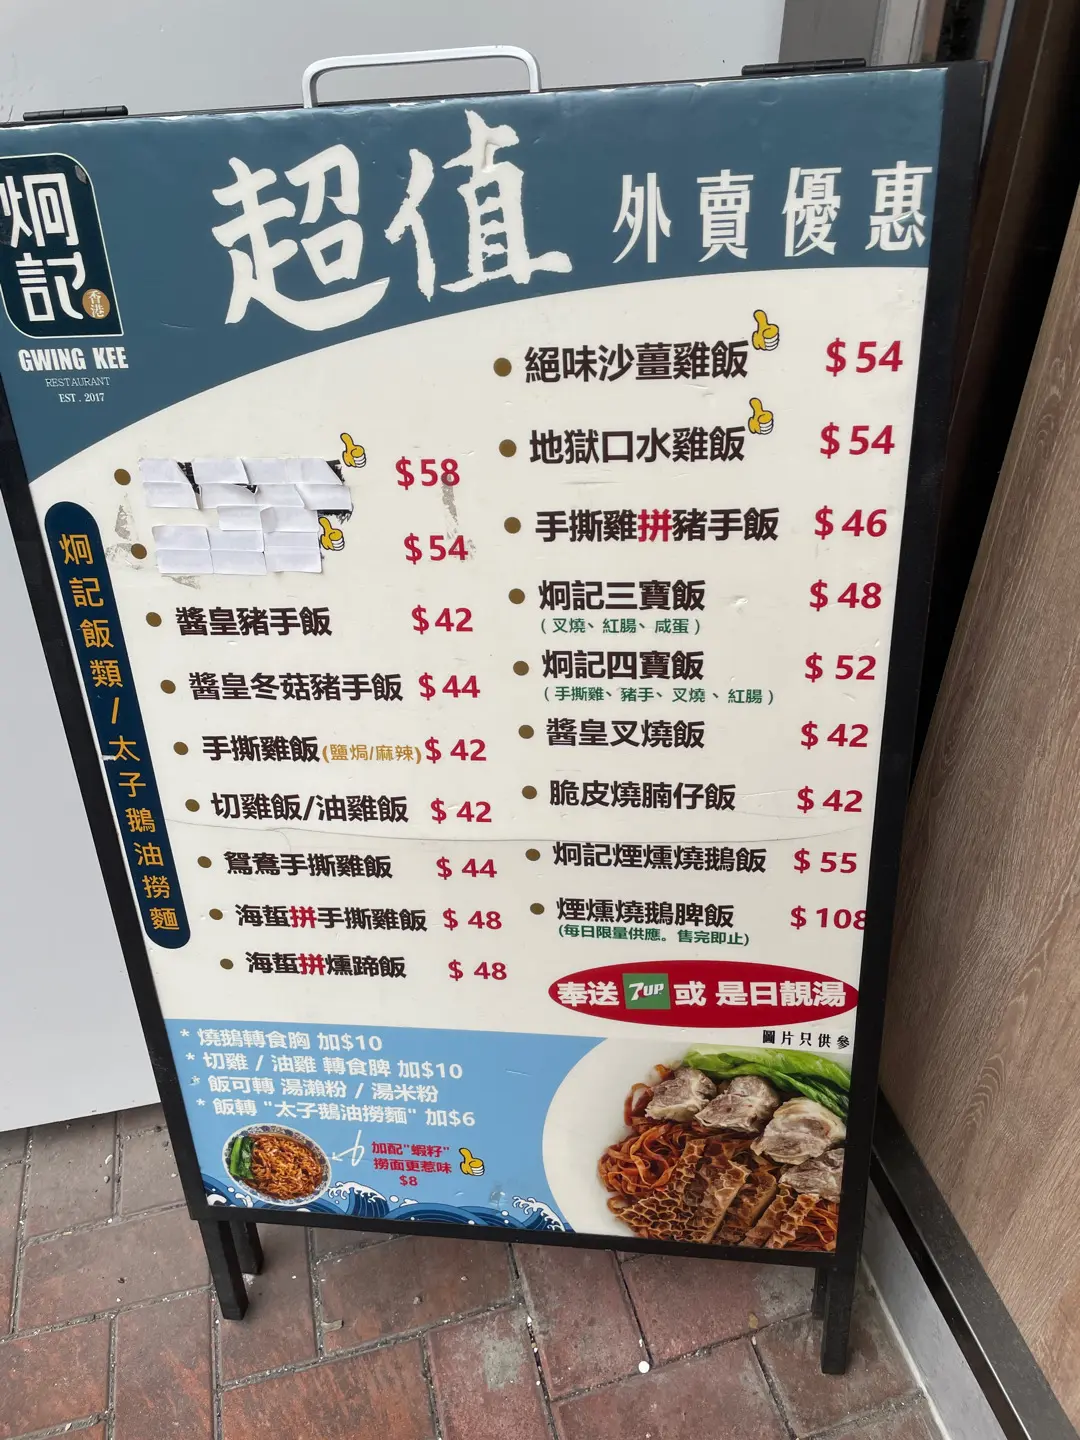 炯記
香港
GWING KEE
RESTAURANT
EST . 2017
超值 外賣優惠
炯記飯類/太子鵝油撈麵
$58
$54
醬皇豬手飯 $42
醬皇冬菇豬手飯 $44
手撕雞飯(鹽焗/麻辣) $42
切雞飯/油雞飯 $42
鴛鴦手撕雞飯 $44
海蜇拼手撕雞飯 $48
海蜇拼燻蹄飯 $48
絕味沙薑雞飯 $54
地獄口水雞飯 $54
手撕雞拼豬手飯 $46
炯記三寶飯 $48
(叉燒、紅腸、咸蛋)
炯記四寶飯 $52
(手撕雞、豬手、叉燒、紅腸)
醬皇叉燒飯 $42
脆皮燒腩仔飯 $42
炯記煙燻燒鵝飯 $55
煙燻燒鵝脾飯 $108
(每日限量供應。售完即止)
奉送 7UP 或 是日靚湯
圖片只供參
* 燒鵝轉食胸 加$10
* 切雞 / 油雞 轉食脾 加$10
* 飯可轉 湯瀨粉 / 湯米粉
* 飯轉 "太子鵝油撈麵" 加$6
加配"蝦籽"
撈面更惹味
$8